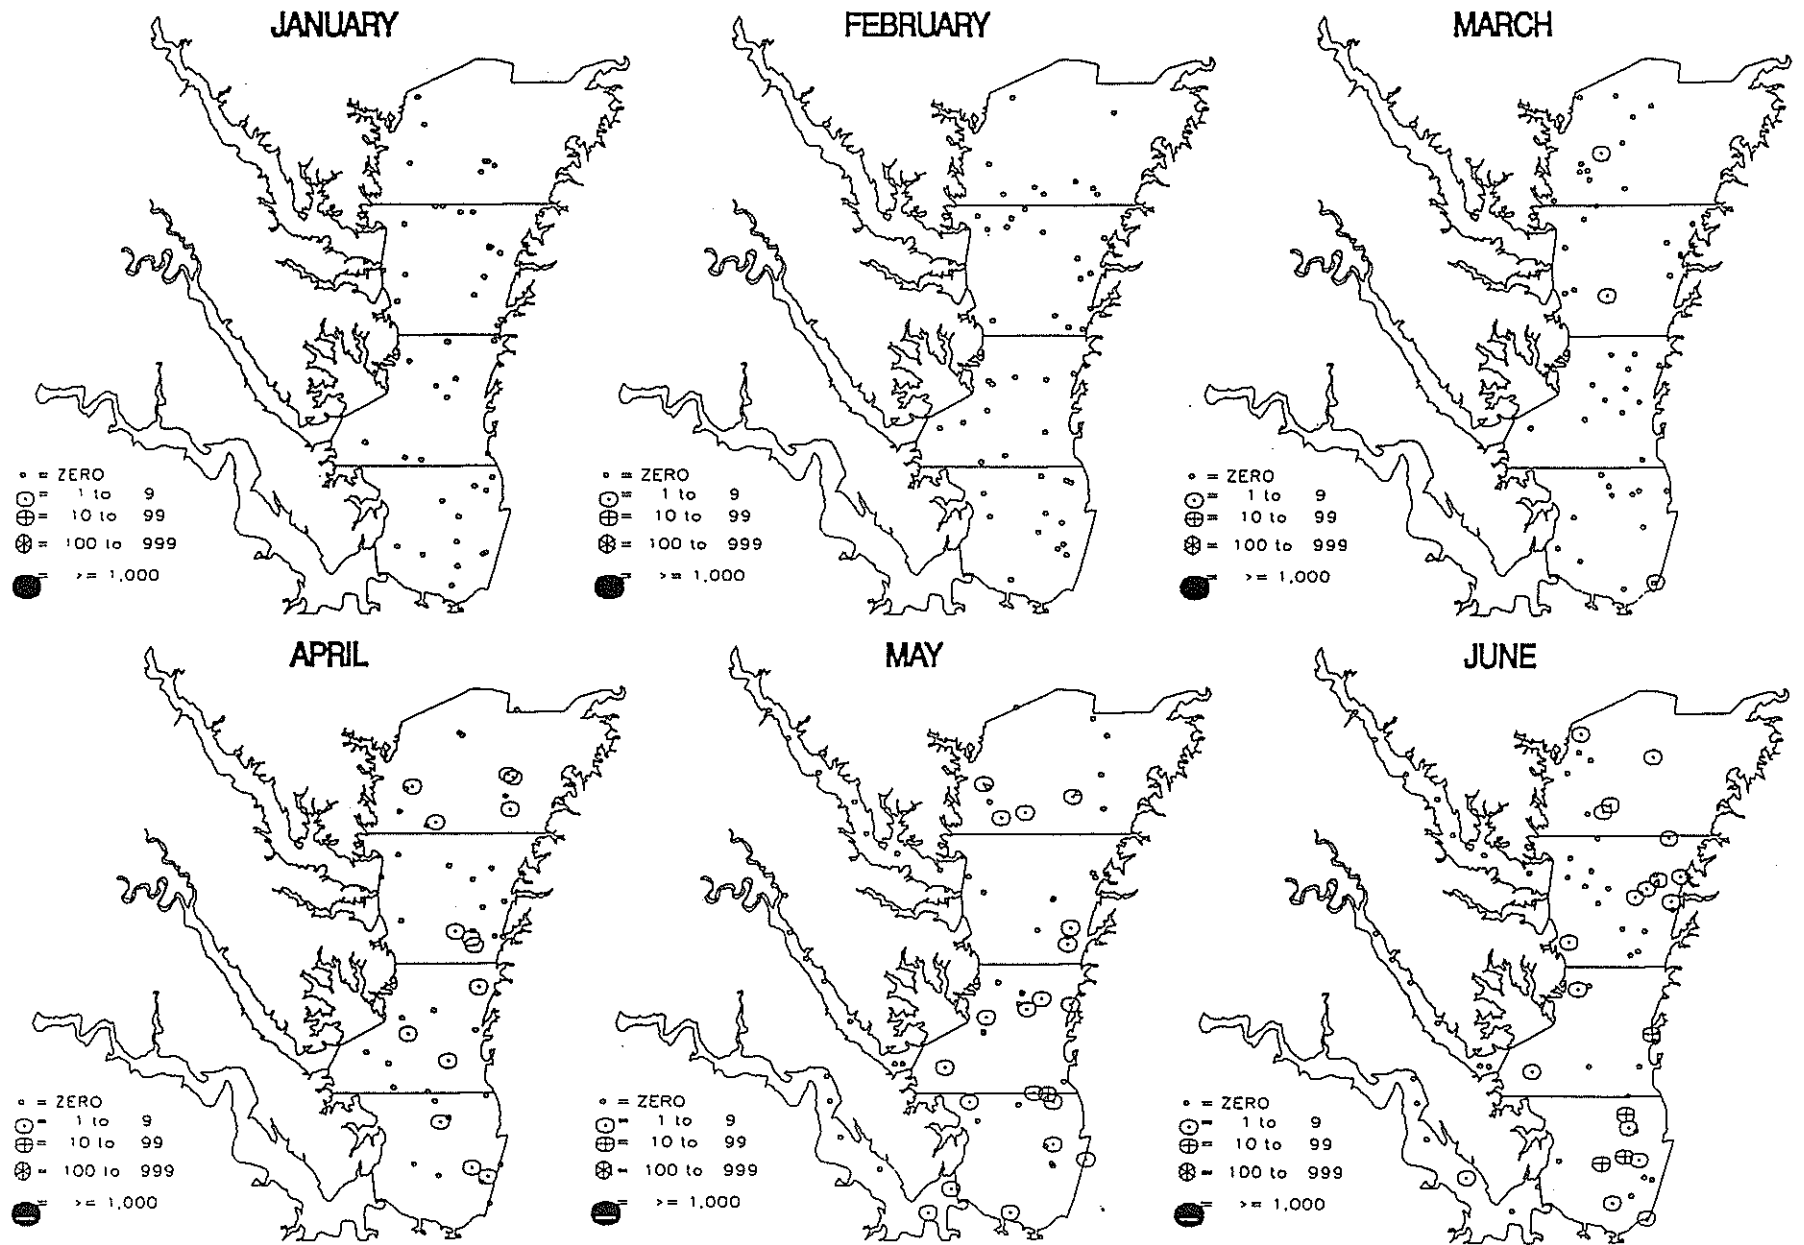 JANUARY
° = ZERO
= 1 to 9
= 10 to 99
= 100 to 999
= >= 1,000
FEBRUARY
° = ZERO
= 1 to 9
= 10 to 99
= 100 to 999
= >= 1,000
MARCH
° = ZERO
= 1 to 9
= 10 to 99
= 100 to 999
= >= 1,000
APRIL
° = ZERO
= 1 to 9
= 10 to 99
= 100 to 999
= >= 1,000
MAY
° = ZERO
= 1 to 9
= 10 to 99
= 100 to 999
= >= 1,000
JUNE
° = ZERO
= 1 to 9
= 10 to 99
= 100 to 999
= >= 1,000